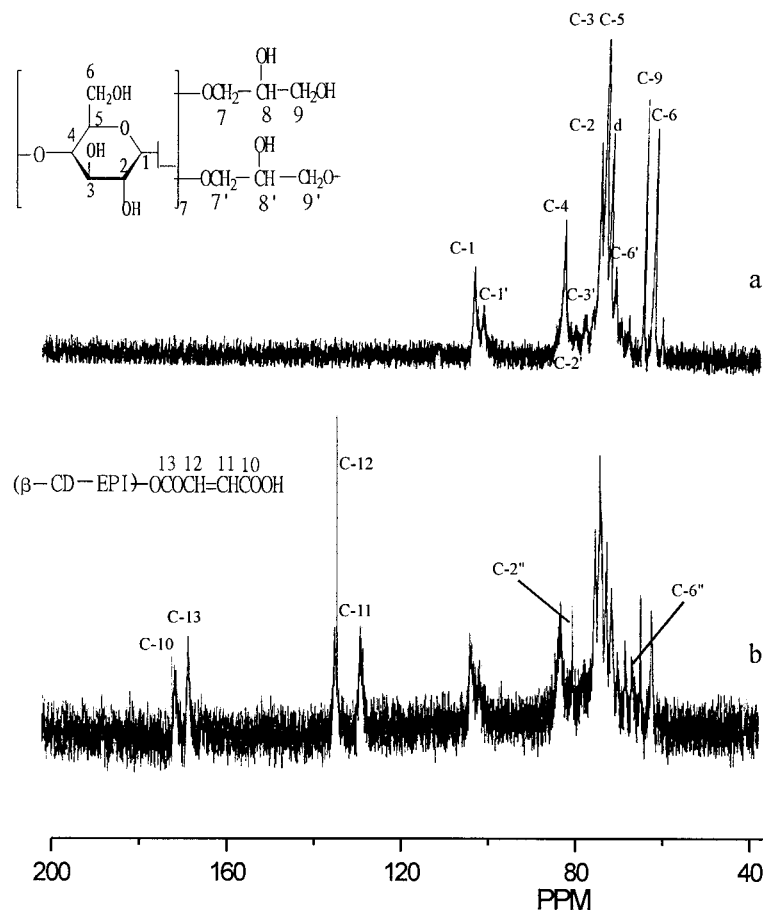 C-3 C-5
6
OH
CH₂OH
OCH₂-CH-CH₂OH
C-9
5
7 8 9
C-6
4
O
OH
C-2
d
O
OH
2
1
OCH₂-CH-CH₂O-
3
OH
7
7' 8' 9'
C-4
C-1
C-6'
C-1'
C-3'
a
C-2'
13 12 11 10
(β-CD-EPI)-OCOCH=CHCOOH
C-12
C-2"
C-6"
C-13
C-11
C-10
b
200 160 120 80 40
PPM